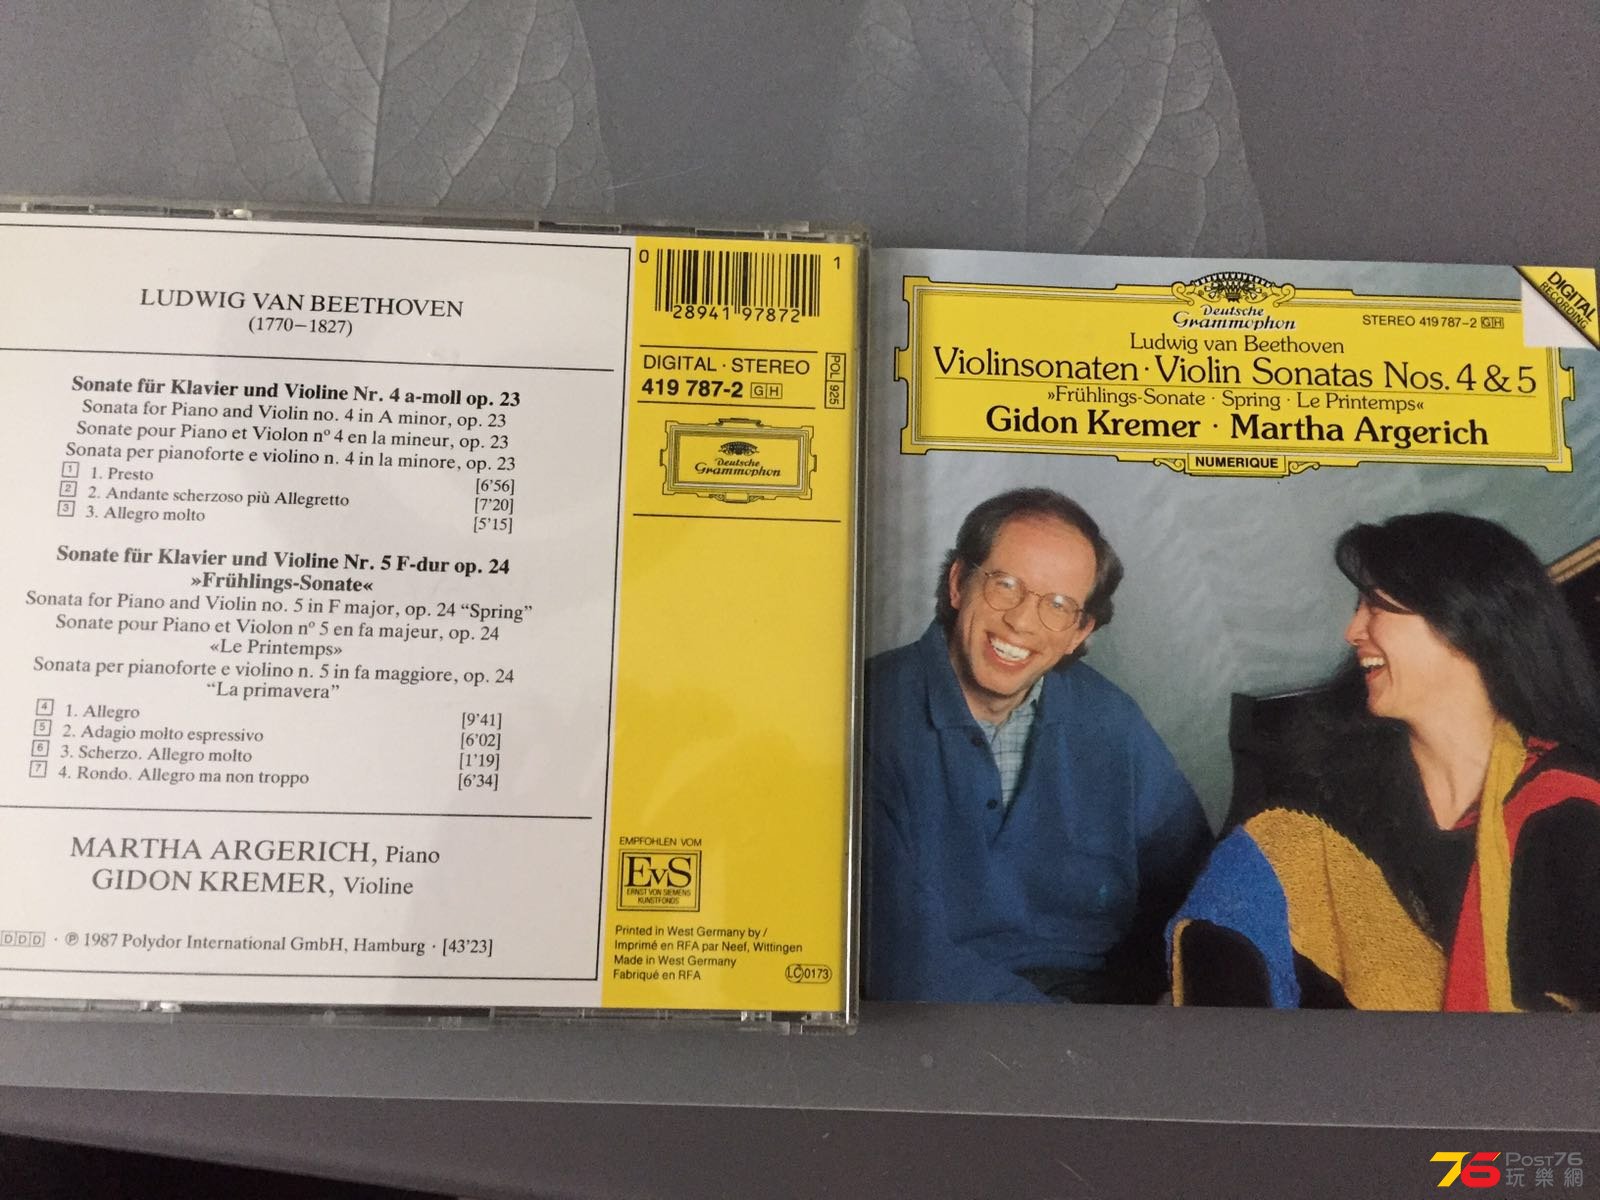 LUDWIG VAN BEETHOVEN
(1770–1827)
Sonate für Klavier und Violine Nr. 4 a-moll op. 23
Sonata for Piano and Violin no. 4 in A minor, op. 23
Sonate pour Piano et Violon nº 4 en la mineur, op. 23
Sonata per pianoforte e violino n. 4 in la minore, op. 23
1 1. Presto [6'56]
2 2. Andante scherzoso più Allegretto [7'20]
3 3. Allegro molto [5'15]
Sonate für Klavier und Violine Nr. 5 F-dur op. 24
»Frühlings-Sonate«
Sonata for Piano and Violin no. 5 in F major, op. 24 “Spring”
Sonate pour Piano et Violon nº 5 en fa majeur, op. 24
«Le Printemps»
Sonata per pianoforte e violino n. 5 in fa maggiore, op. 24
“La primavera”
4 1. Allegro [9'41]
5 2. Adagio molto espressivo [6'02]
6 3. Scherzo. Allegro molto [1'19]
7 4. Rondo. Allegro ma non troppo [6'34]
MARTHA ARGERICH, Piano
GIDON KREMER, Violine
DDD · ℗ 1987 Polydor International GmbH, Hamburg · [43'23]
0 28941 97872 1
DIGITAL · STEREO
419 787-2 GH
POL 925
Deutsche
Grammophon
EMPFOHLEN VOM
EvS
ERNST VON SIEMENS
KUNSTFONDS
Printed in West Germany by /
Imprimé en RFA par Neef, Wittingen
Made in West Germany
Fabriqué en RFA
LC 0173
DIGITAL
RECORDING
Deutsche
Grammophon
STEREO 419 787-2 GH
Ludwig van Beethoven
Violinsonaten · Violin Sonatas Nos. 4 & 5
»Frühlings-Sonate · Spring · Le Printemps«
Gidon Kremer · Martha Argerich
NUMERIQUE
76 Post76
玩樂網